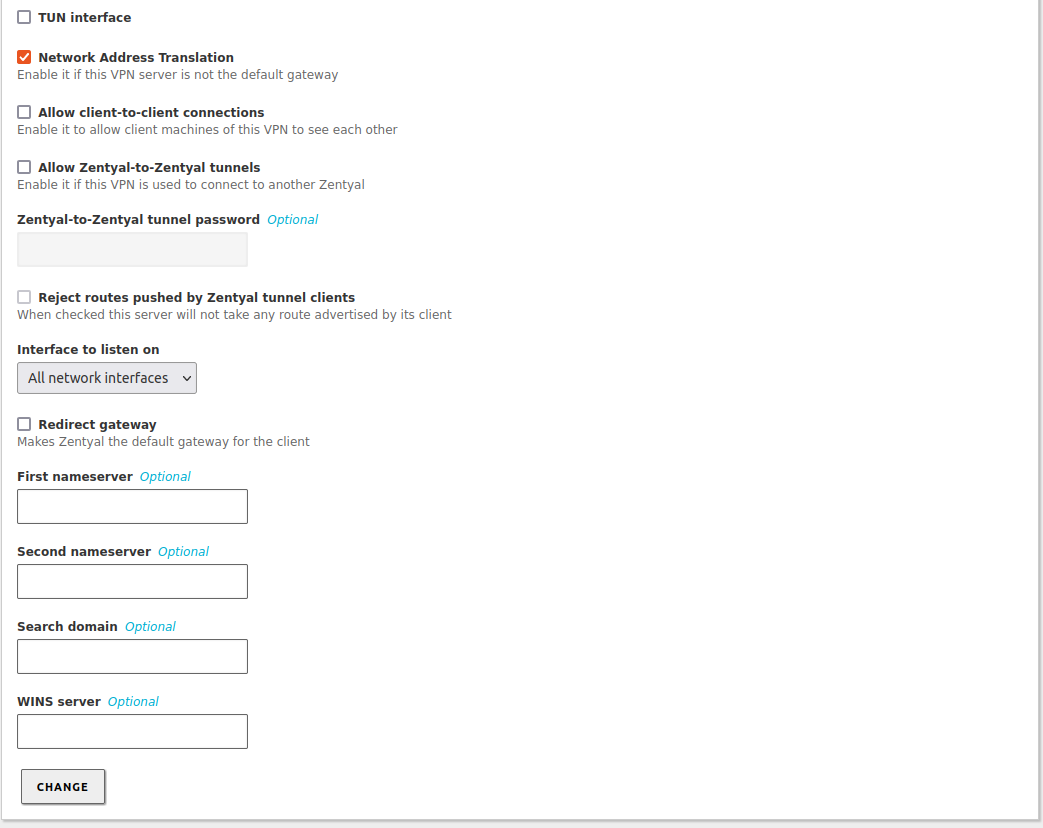 TUN interface
Network Address Translation
Enable it if this VPN server is not the default gateway
Allow client-to-client connections
Enable it to allow client machines of this VPN to see each other
Allow Zentyal-to-Zentyal tunnels
Enable it if this VPN is used to connect to another Zentyal
Zentyal-to-Zentyal tunnel password Optional
Reject routes pushed by Zentyal tunnel clients
When checked this server will not take any route advertised by its client
Interface to listen on
All network interfaces
Redirect gateway
Makes Zentyal the default gateway for the client
First nameserver Optional
Second nameserver Optional
Search domain Optional
WINS server Optional
CHANGE